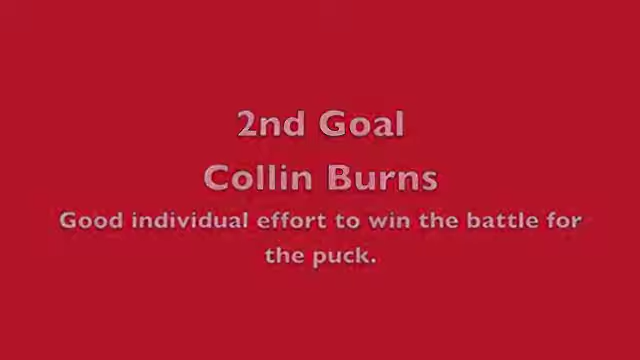 2nd Goal
Collin Burns
Good individual effort to win the battle for
the puck.